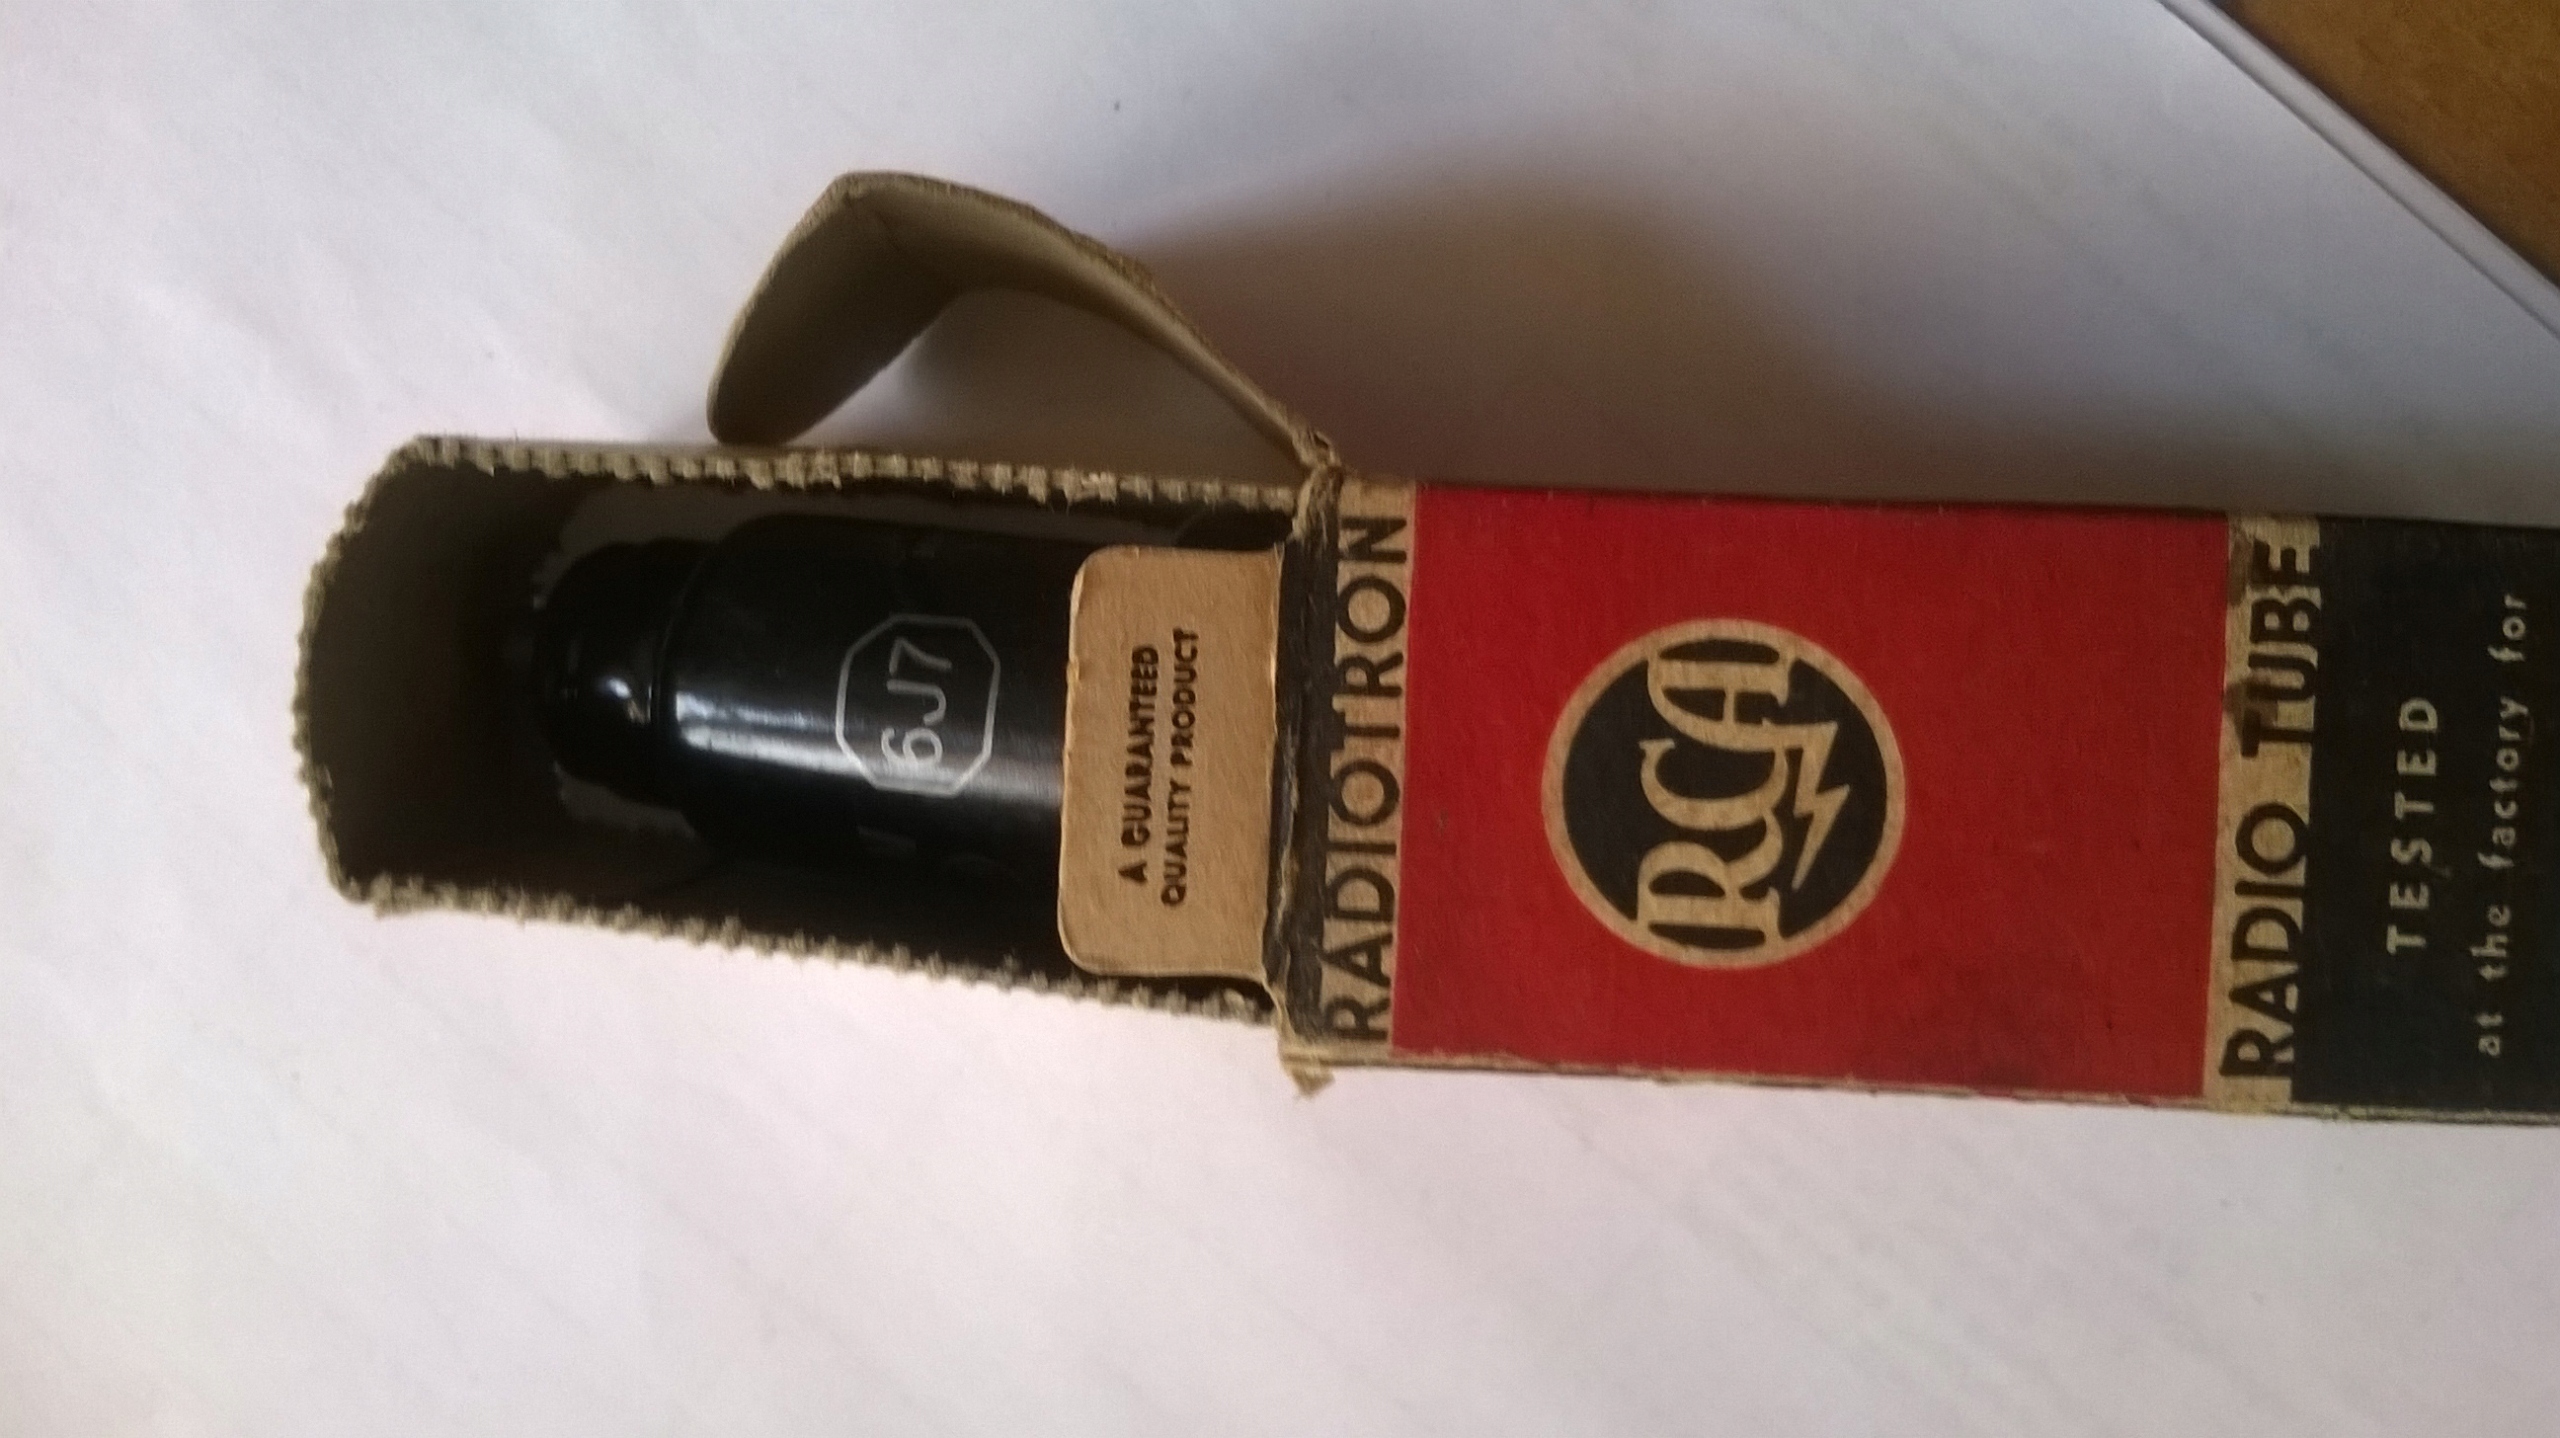 6J7
A GUARANTEED
QUALITY PRODUCT
RADIOTRON
RCA
RADIO TUBE
TESTED
at the factory for